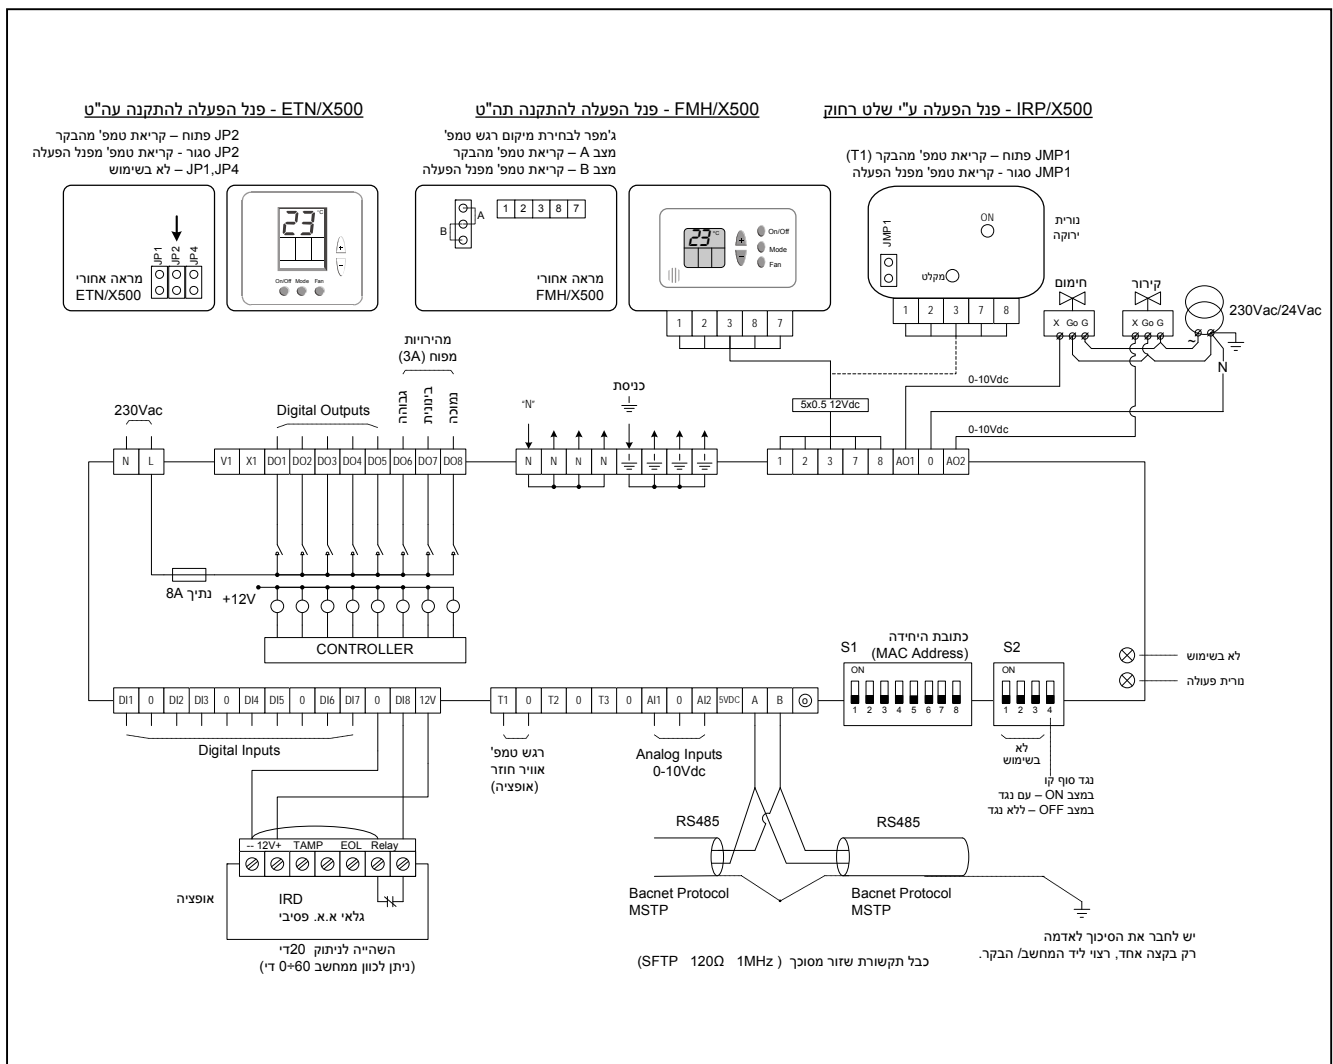 ETN/X500 - פנל הפעלה להתקנה עה"ט
JP2 פתוח – קריאת טמפ' מהבקר
JP2 סגור - קריאת טמפ' מפנל הפעלה
JP1,JP4 – לא בשימוש
JP1
JP2
JP4
מראה אחורי
ETN/X500
23 °C
On/Off Mode Fan
FMH/X500 - פנל הפעלה להתקנה תה"ט
ג'מפר לבחירת מיקום רגש טמפ'
מצב A – קריאת טמפ' מהבקר
מצב B – קריאת טמפ' מפנל הפעלה
A
B
1 2 3 8 7
מראה אחורי
FMH/X500
23 °C
On/Off
Mode
Fan
1 2 3 8 7
IRP/X500 - פנל הפעלה ע"י שלט רחוק
JMP1 פתוח – קריאת טמפ' מהבקר (T1)
JMP1 סגור - קריאת טמפ' מפנל הפעלה
JMP1
ON
מקלט
נורית
ירוקה
1 2 3 7 8
חימום
X Go G
קירור
X Go G
230Vac/24Vac
~
N
0-10Vdc
0-10Vdc
5x0.5 12Vdc
230Vac
Digital Outputs
מהירויות
מפוח (3A)
גבוהה
בינונית
נמוכה
"N"
כניסת
N L
V1 X1 DO1 DO2 DO3 DO4 DO5 DO6 DO7 DO8
N N N N
1 2 3 7 8 AO1 0 AO2
נתיך 8A
+12V
CONTROLLER
S1
כתובת היחידה
(MAC Address)
ON
1 2 3 4 5 6 7 8
S2
ON
1 2 3 4
לא
בשימוש
לא בשימוש
נורית פעולה
DI1 0 DI2 DI3 0 DI4 DI5 0 DI6 DI7 0 DI8 12V
T1 0 T2 0 T3 0 AI1 0 AI2 5VDC A B
Digital Inputs
רגש טמפ'
אוויר חוזר
(אופציה)
Analog Inputs
0-10Vdc
נגד סוף קו
במצב ON – עם נגד
במצב OFF – ללא נגד
RS485
RS485
Bacnet Protocol
MSTP
Bacnet Protocol
MSTP
-- 12V+ TAMP EOL Relay
אופציה
IRD
גלאי א.א. פסיבי
השהייה לניתוק 20די
(ניתן לכוון ממחשב 0÷60 די)
כבל תקשורת שזור מסוכך (SFTP 120Ω 1MHz)
יש לחבר את הסיכוך לאדמה
רק בקצה אחד, רצוי ליד המחשב/ הבקר.